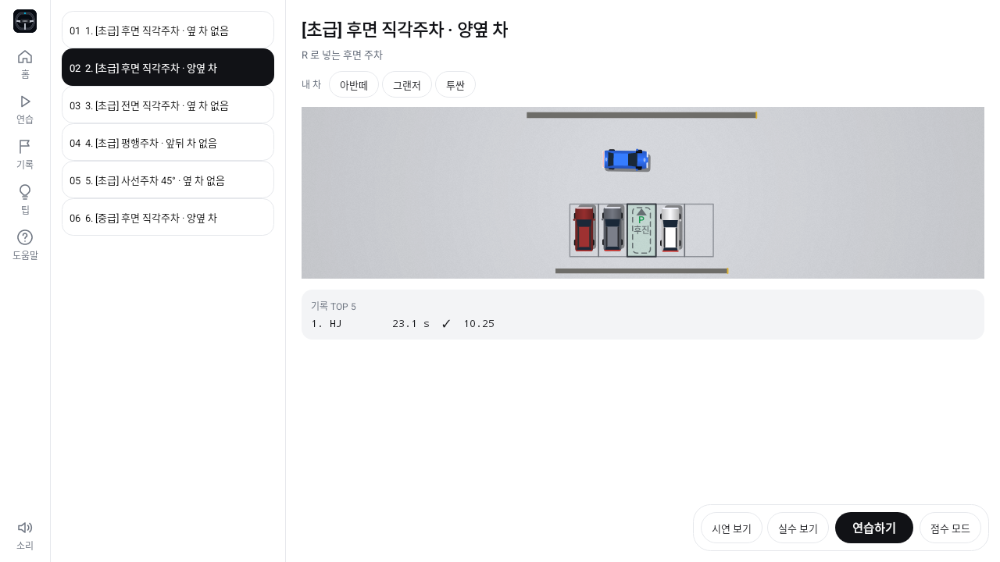 홈
연습
기록
팁
도움말
소리
01 1. [초급] 후면 직각주차 · 옆 차 없음
02 2. [초급] 후면 직각주차 · 양옆 차
03 3. [초급] 전면 직각주차 · 옆 차 없음
04 4. [초급] 평행주차 · 앞뒤 차 없음
05 5. [초급] 사선주차 45° · 옆 차 없음
06 6. [중급] 후면 직각주차 · 양옆 차
[초급] 후면 직각주차 · 양옆 차
R 로 넣는 후면 주차
내 차 아반떼 그랜저 투싼
P
후진
기록 TOP 5
1. HJ 23.1 s ✓ 10.25
시연 보기 실수 보기 연습하기 점수 모드